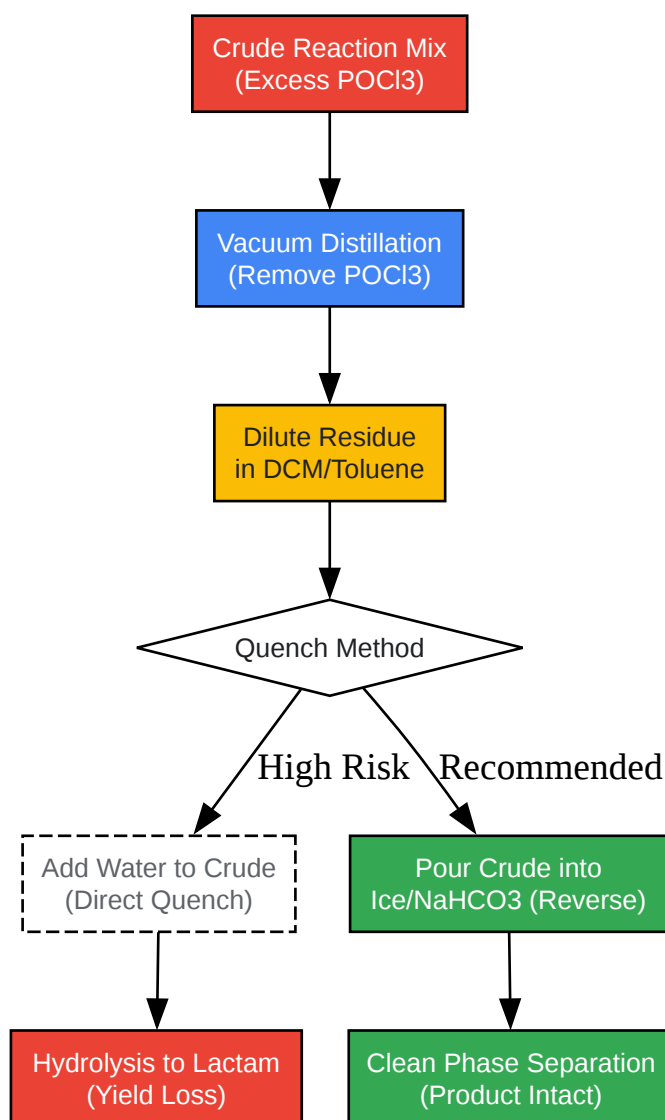 Crude Reaction Mix
(Excess POCl3)
Vacuum Distillation
(Remove POCl3)
Dilute Residue
in DCM/Toluene
Quench Method
High Risk
Recommended
Add Water to Crude
(Direct Quench)
Pour Crude into
Ice/NaHCO3 (Reverse)
Hydrolysis to Lactam
(Yield Loss)
Clean Phase Separation
(Product Intact)